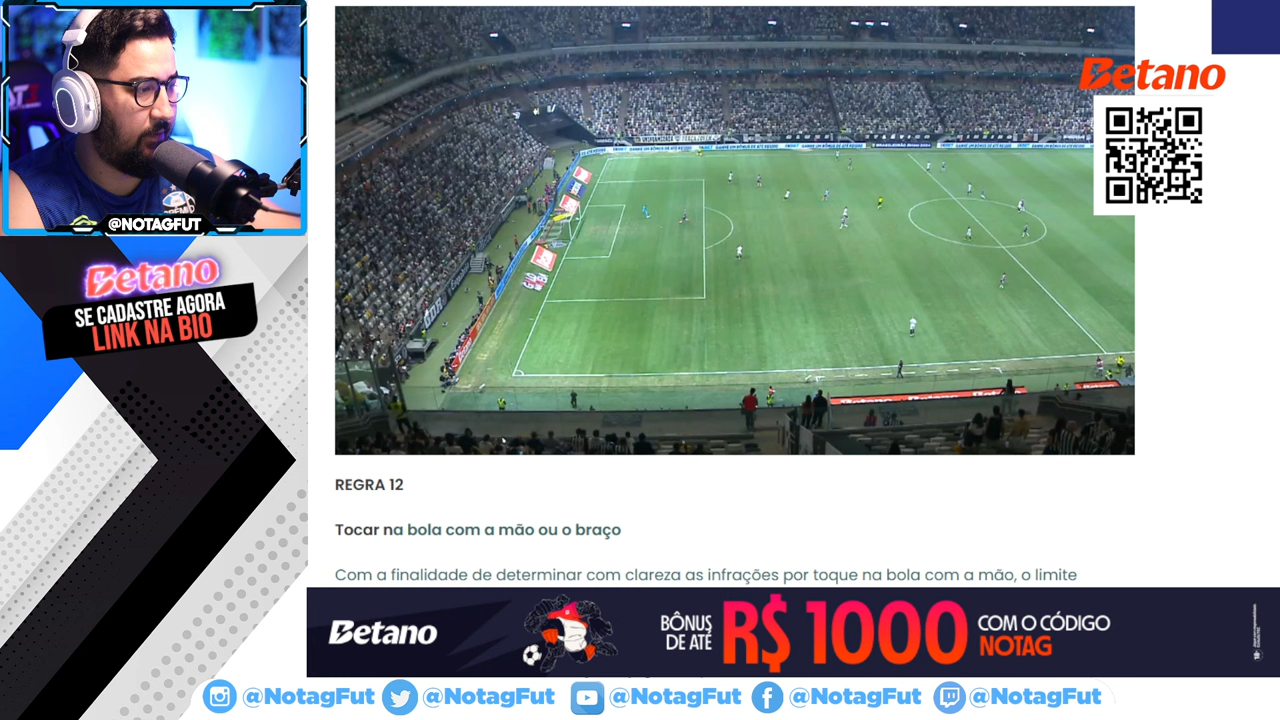 @NOTAGFUT
GRÊMIO
Betano
SE CADASTRE AGORA
LINK NA BIO
Betano
Betano
REGRA 12
Tocar na bola com a mão ou o braço
Com a finalidade de determinar com clareza as infrações por toque na bola com a mão, o limite
Betano
BÔNUS
DE ATÉ
R$ 1000
COM O CÓDIGO
NOTAG
@NotagFut
@NotagFut
@NotagFut
@NotagFut
@NotagFut